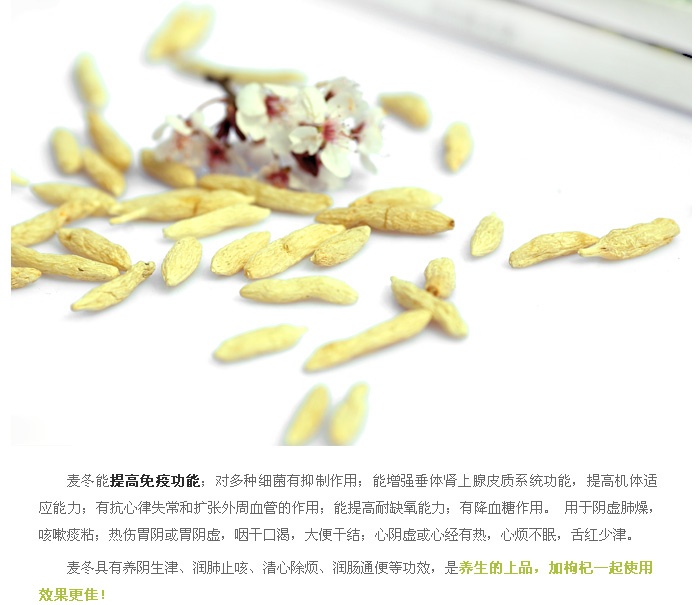 麦冬能提高免疫功能；对多种细菌有抑制作用；能增强垂体肾上腺皮质系统功能，提高机体适
应能力；有抗心律失常和扩张外周血管的作用；能提高耐缺氧能力；有降血糖作用。 用于阴虚肺燥，
咳嗽痰粘；热伤胃阴或胃阴虚，咽干口渴，大便干结；心阴虚或心经有热，心烦不眠，舌红少津。
麦冬具有养阴生津、润肺止咳、清心除烦、润肠通便等功效，是养生的上品，加枸杞一起使用
效果更佳！